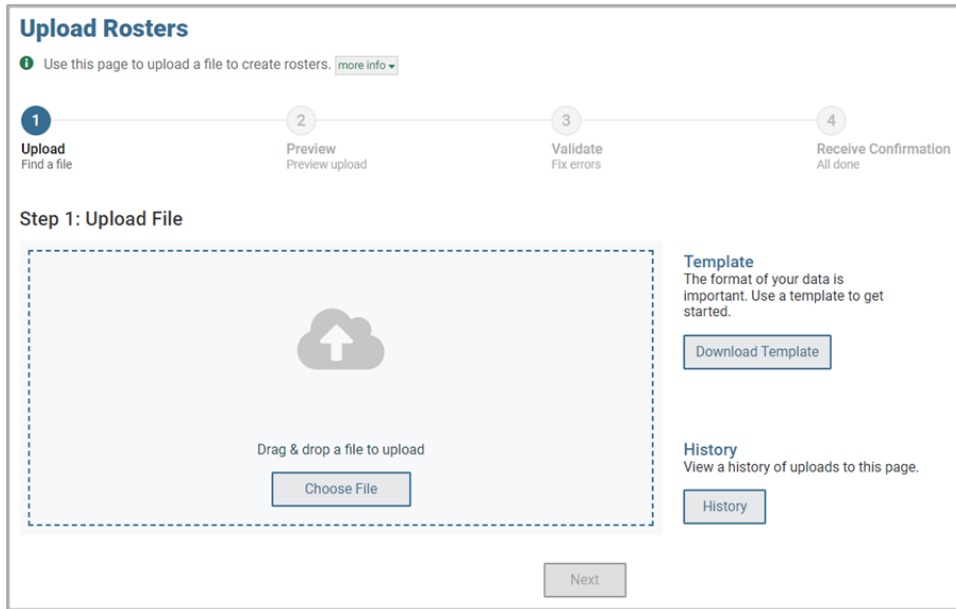 Upload Rosters
Use this page to upload a file to create rosters. more info
1 2 3 4
Upload Preview Validate Receive Confirmation
Find a file Preview upload Fix errors All done
Step 1: Upload File
Drag & drop a file to upload
Choose File
Template
The format of your data is
important. Use a template to get
started.
Download Template
History
View a history of uploads to this page.
History
Next